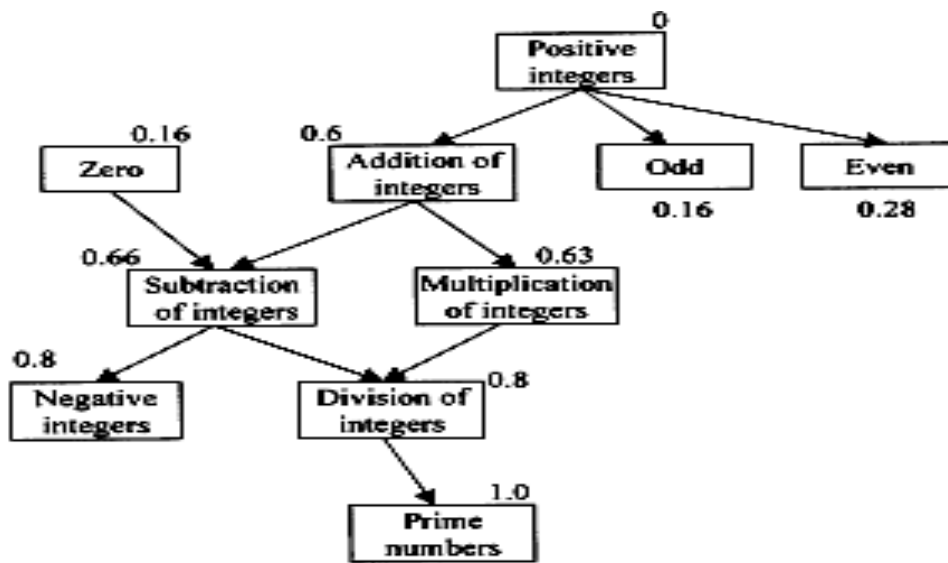 0
Positive
integers
0.16
0.6
Zero
Addition of
integers
Odd
Even
0.16
0.28
0.66
0.63
Subtraction
of integers
Multiplication
of integers
0.8
0.8
Negative
integers
Division of
integers
1.0
Prime
numbers